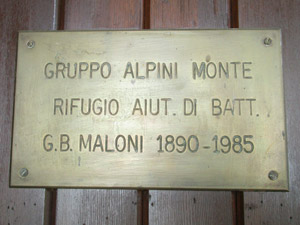 GRUPPO ALPINI MONTE
RIFUGIO AIUT. DI BATT.
G.B. MALONI 1890-1985